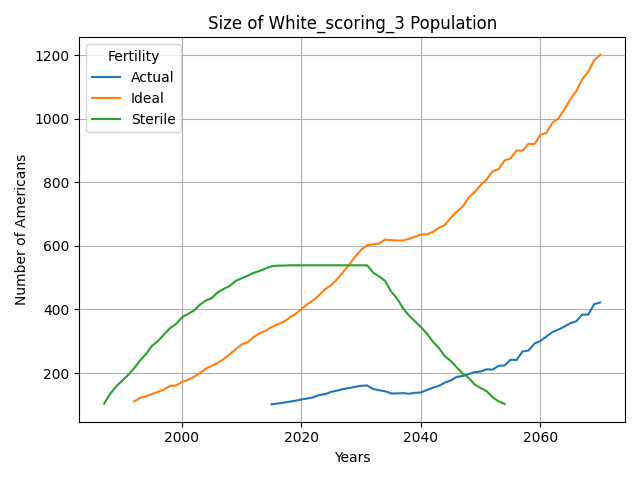 Size of White_scoring_3 Population
Fertility
Actual
Ideal
Sterile
1200
1000
800
600
400
200
Number of Americans
2000
2020
2040
2060
Years